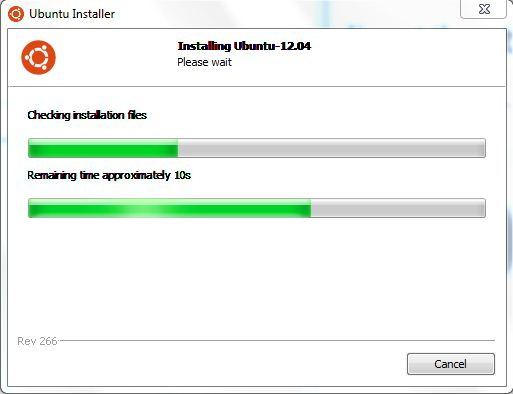 Ubuntu Installer
Installing Ubuntu-12.04
Please wait
Checking installation files
Remaining time approximately 10s
Rev 266
Cancel